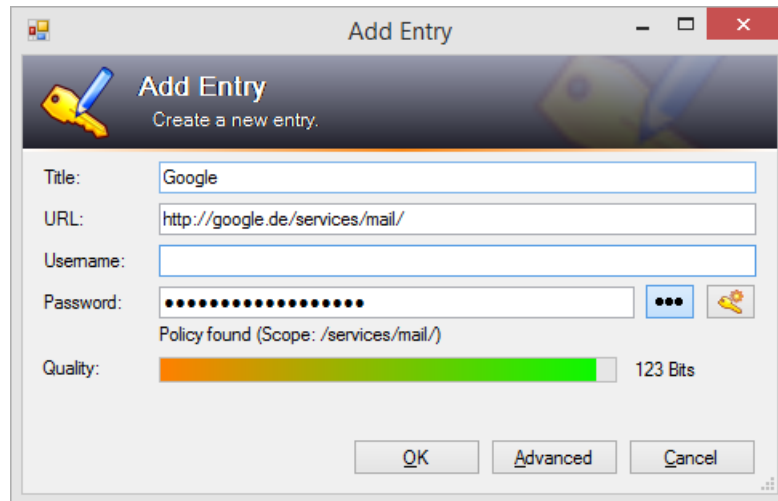 Add Entry
Add Entry
Create a new entry.
Title: Google
URL: http://google.de/services/mail/
Username:
Password: ••••••••••••••••••
Policy found (Scope: /services/mail/)
Quality: 123 Bits
OK Advanced Cancel